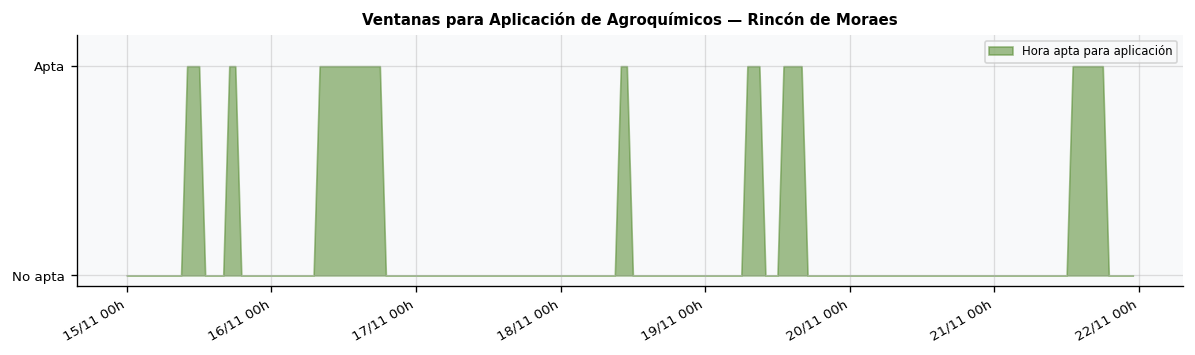 Ventanas para Aplicación de Agroquímicos — Rincón de Moraes
Hora apta para aplicación
Apta
No apta
15/11 00h
16/11 00h
17/11 00h
18/11 00h
19/11 00h
20/11 00h
21/11 00h
22/11 00h